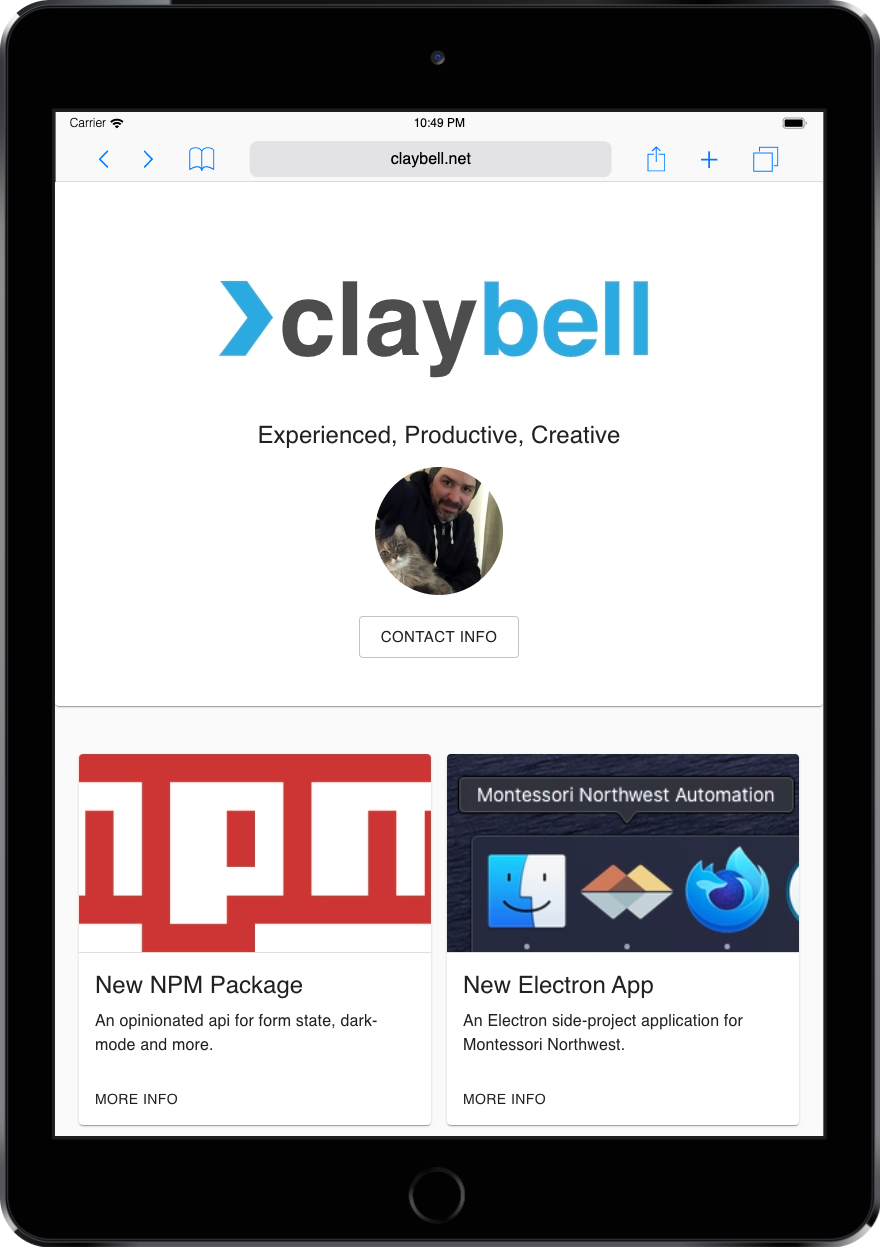 Carrier
10:49 PM
claybell.net
claybell
Experienced, Productive, Creative
CONTACT INFO
npm
Montessori Northwest Automation
New NPM Package
An opinionated api for form state, dark-
mode and more.
MORE INFO
New Electron App
An Electron side-project application for
Montessori Northwest.
MORE INFO